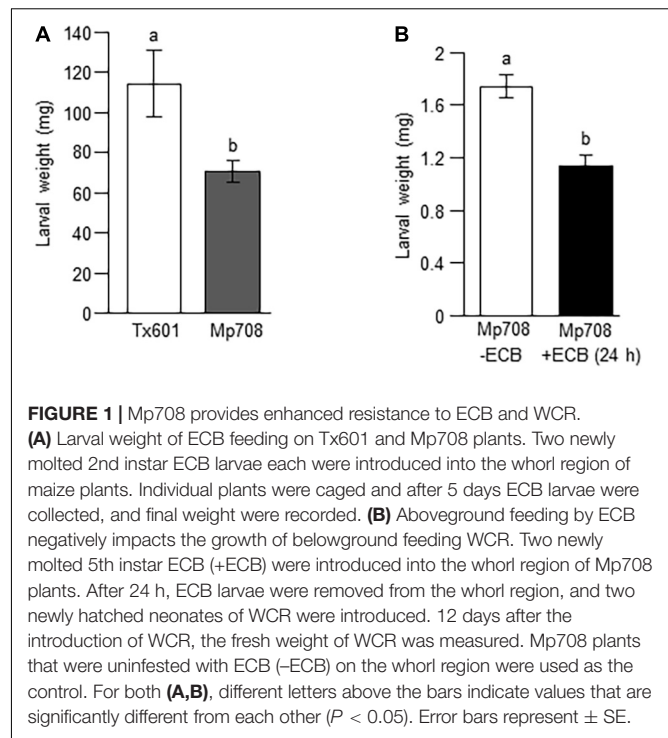 A
B
140
120
100
80
60
40
20
0
Larval weight (mg)
a
b
Tx601 Mp708
2
1.6
1.2
0.8
0.4
0
Larval weight (mg)
a
b
Mp708 Mp708
-ECB +ECB (24 h)
FIGURE 1 | Mp708 provides enhanced resistance to ECB and WCR.
(A) Larval weight of ECB feeding on Tx601 and Mp708 plants. Two newly
molted 2nd instar ECB larvae each were introduced into the whorl region of
maize plants. Individual plants were caged and after 5 days ECB larvae were
collected, and final weight were recorded. (B) Aboveground feeding by ECB
negatively impacts the growth of belowground feeding WCR. Two newly
molted 5th instar ECB (+ECB) were introduced into the whorl region of Mp708
plants. After 24 h, ECB larvae were removed from the whorl region, and two
newly hatched neonates of WCR were introduced. 12 days after the
introduction of WCR, the fresh weight of WCR was measured. Mp708 plants
that were uninfested with ECB (–ECB) on the whorl region were used as the
control. For both (A,B), different letters above the bars indicate values that are
significantly different from each other (P < 0.05). Error bars represent ± SE.